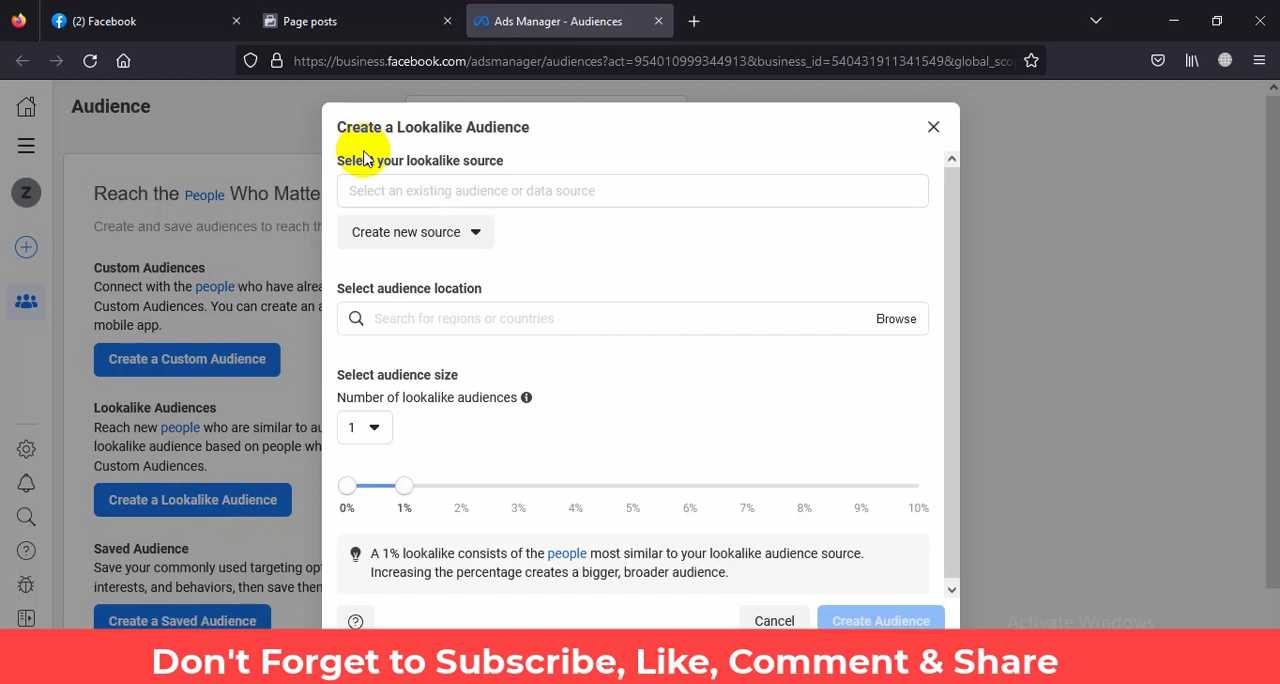 (2) Facebook
Page posts
Ads Manager - Audiences
https://business.facebook.com/adsmanager/audiences?act=954010999344913&business_id=540431911341549&global_sco
Audience
Z
Reach the People Who Matte
Create and save audiences to reach th
Custom Audiences
Connect with the people who have alrea
Custom Audiences. You can create an a
mobile app.
Create a Custom Audience
Lookalike Audiences
Reach new people who are similar to au
lookalike audience based on people wh
Custom Audiences.
Create a Lookalike Audience
Saved Audience
Save your commonly used targeting opt
interests, and behaviors, then save them
Create a Saved Audience
Create a Lookalike Audience
Select your lookalike source
Select an existing audience or data source
Create new source
Select audience location
Search for regions or countries
Browse
Select audience size
Number of lookalike audiences
1
0% 1% 2% 3% 4% 5% 6% 7% 8% 9% 10%
A 1% lookalike consists of the people most similar to your lookalike audience source.
Increasing the percentage creates a bigger, broader audience.
Cancel
Create Audience
Activate Windows
Don't Forget to Subscribe, Like, Comment & Share